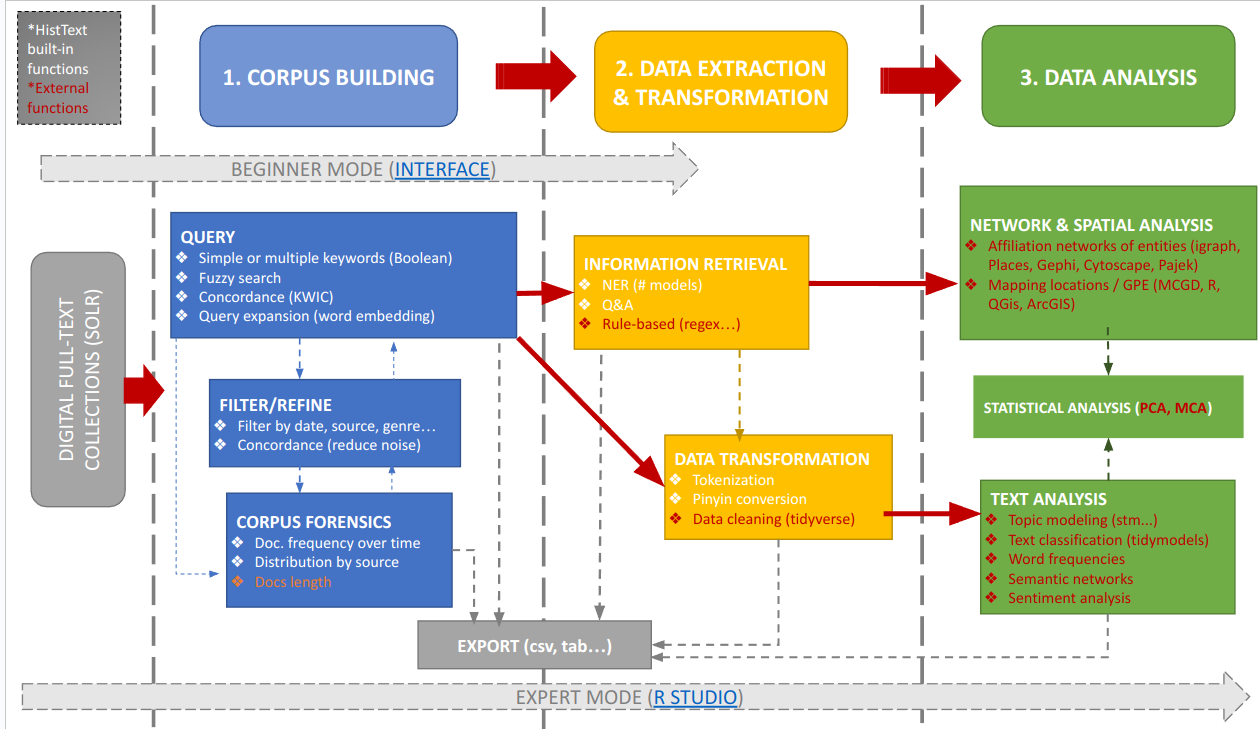 *HistText
built-in
functions
*External
functions
1. CORPUS BUILDING
2. DATA EXTRACTION
& TRANSFORMATION
3. DATA ANALYSIS
BEGINNER MODE (INTERFACE)
DIGITAL FULL-TEXT
COLLECTIONS (SOLR)
QUERY
❖ Simple or multiple keywords (Boolean)
❖ Fuzzy search
❖ Concordance (KWIC)
❖ Query expansion (word embedding)
FILTER/REFINE
❖ Filter by date, source, genre…
❖ Concordance (reduce noise)
CORPUS FORENSICS
❖ Doc. frequency over time
❖ Distribution by source
❖ Docs length
INFORMATION RETRIEVAL
❖ NER (# models)
❖ Q&A
❖ Rule-based (regex…)
DATA TRANSFORMATION
❖ Tokenization
❖ Pinyin conversion
❖ Data cleaning (tidyverse)
NETWORK & SPATIAL ANALYSIS
❖ Affiliation networks of entities (igraph,
Places, Gephi, Cytoscape, Pajek)
❖ Mapping locations / GPE (MCGD, R,
QGis, ArcGIS)
STATISTICAL ANALYSIS (PCA, MCA)
TEXT ANALYSIS
❖ Topic modeling (stm...)
❖ Text classification (tidymodels)
❖ Word frequencies
❖ Semantic networks
❖ Sentiment analysis
EXPORT (csv, tab…)
EXPERT MODE (R STUDIO)